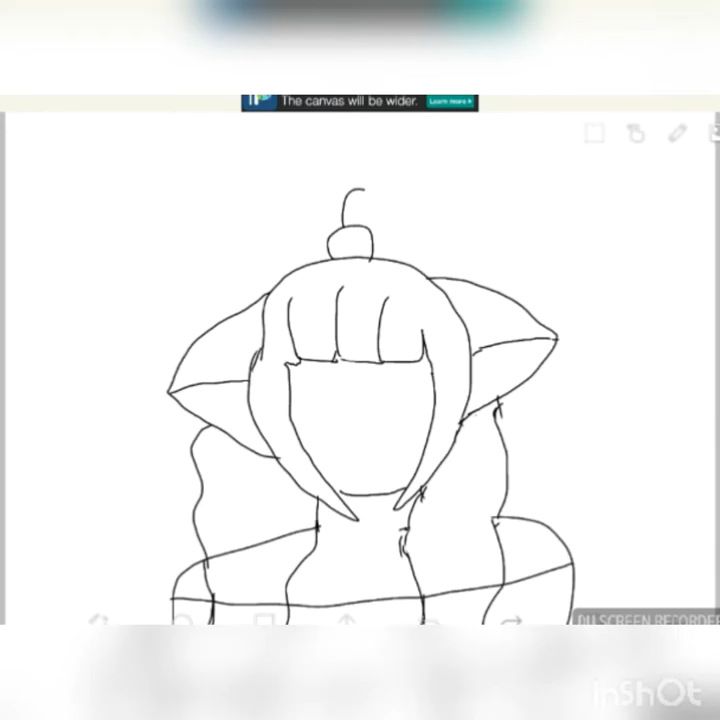 The canvas will be wider.
Learn more
DU SCREEN RECORDER
InShOt